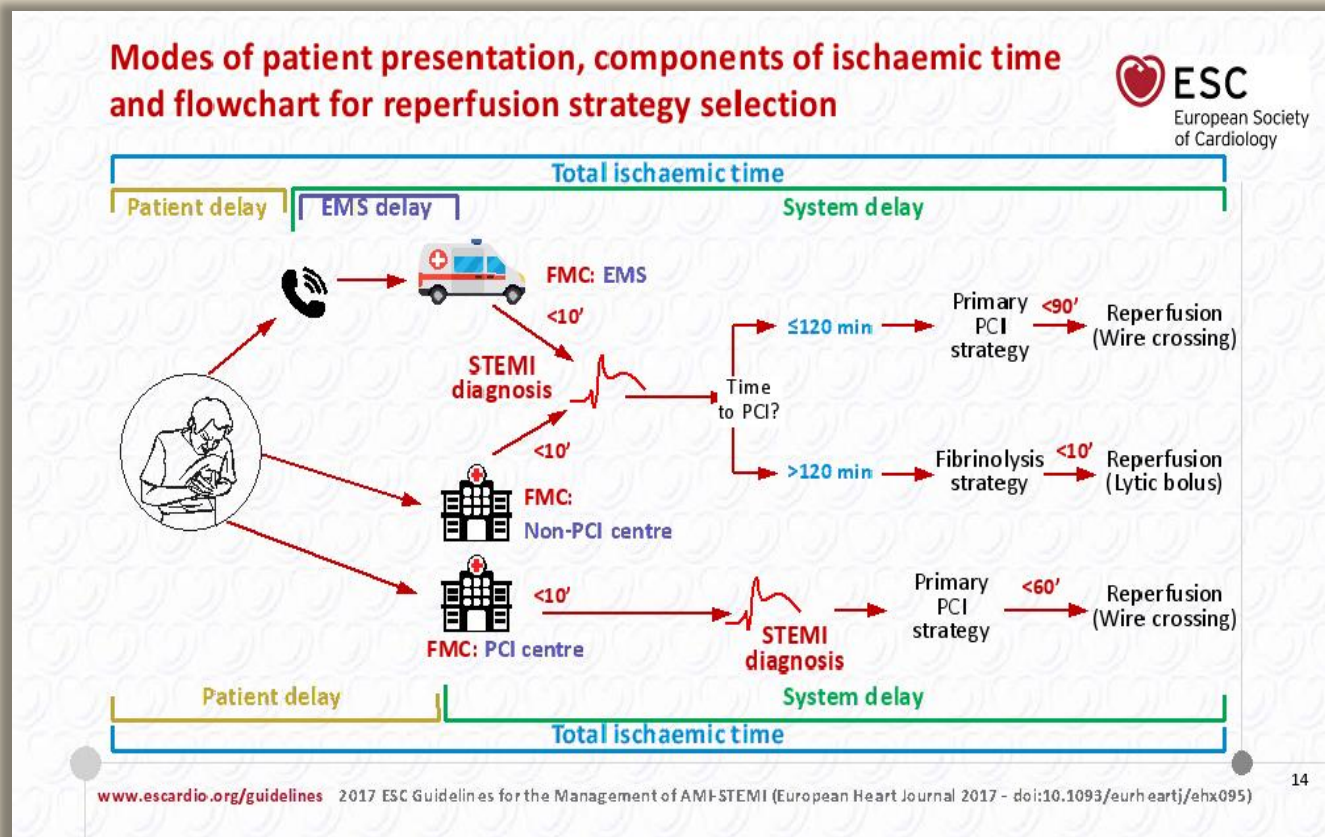 Modes of patient presentation, components of ischaemic time
and flowchart for reperfusion strategy selection
ESC
European Society
of Cardiology
Total ischaemic time
Patient delay
EMS delay
System delay
FMC: EMS
<10’
STEMI
diagnosis
<10’
Time
to PCI?
≤120 min
Primary
PCI
strategy
<90’
Reperfusion
(Wire crossing)
>120 min
Fibrinolysis
strategy
<10’
Reperfusion
(Lytic bolus)
FMC:
Non-PCI centre
<10’
FMC: PCI centre
STEMI
diagnosis
Primary
PCI
strategy
<60’
Reperfusion
(Wire crossing)
Patient delay
System delay
Total ischaemic time
14
www.escardio.org/guidelines 2017 ESC Guidelines for the Management of AMI-STEMI (European Heart Journal 2017 - doi:10.1093/eurheartj/ehx095)